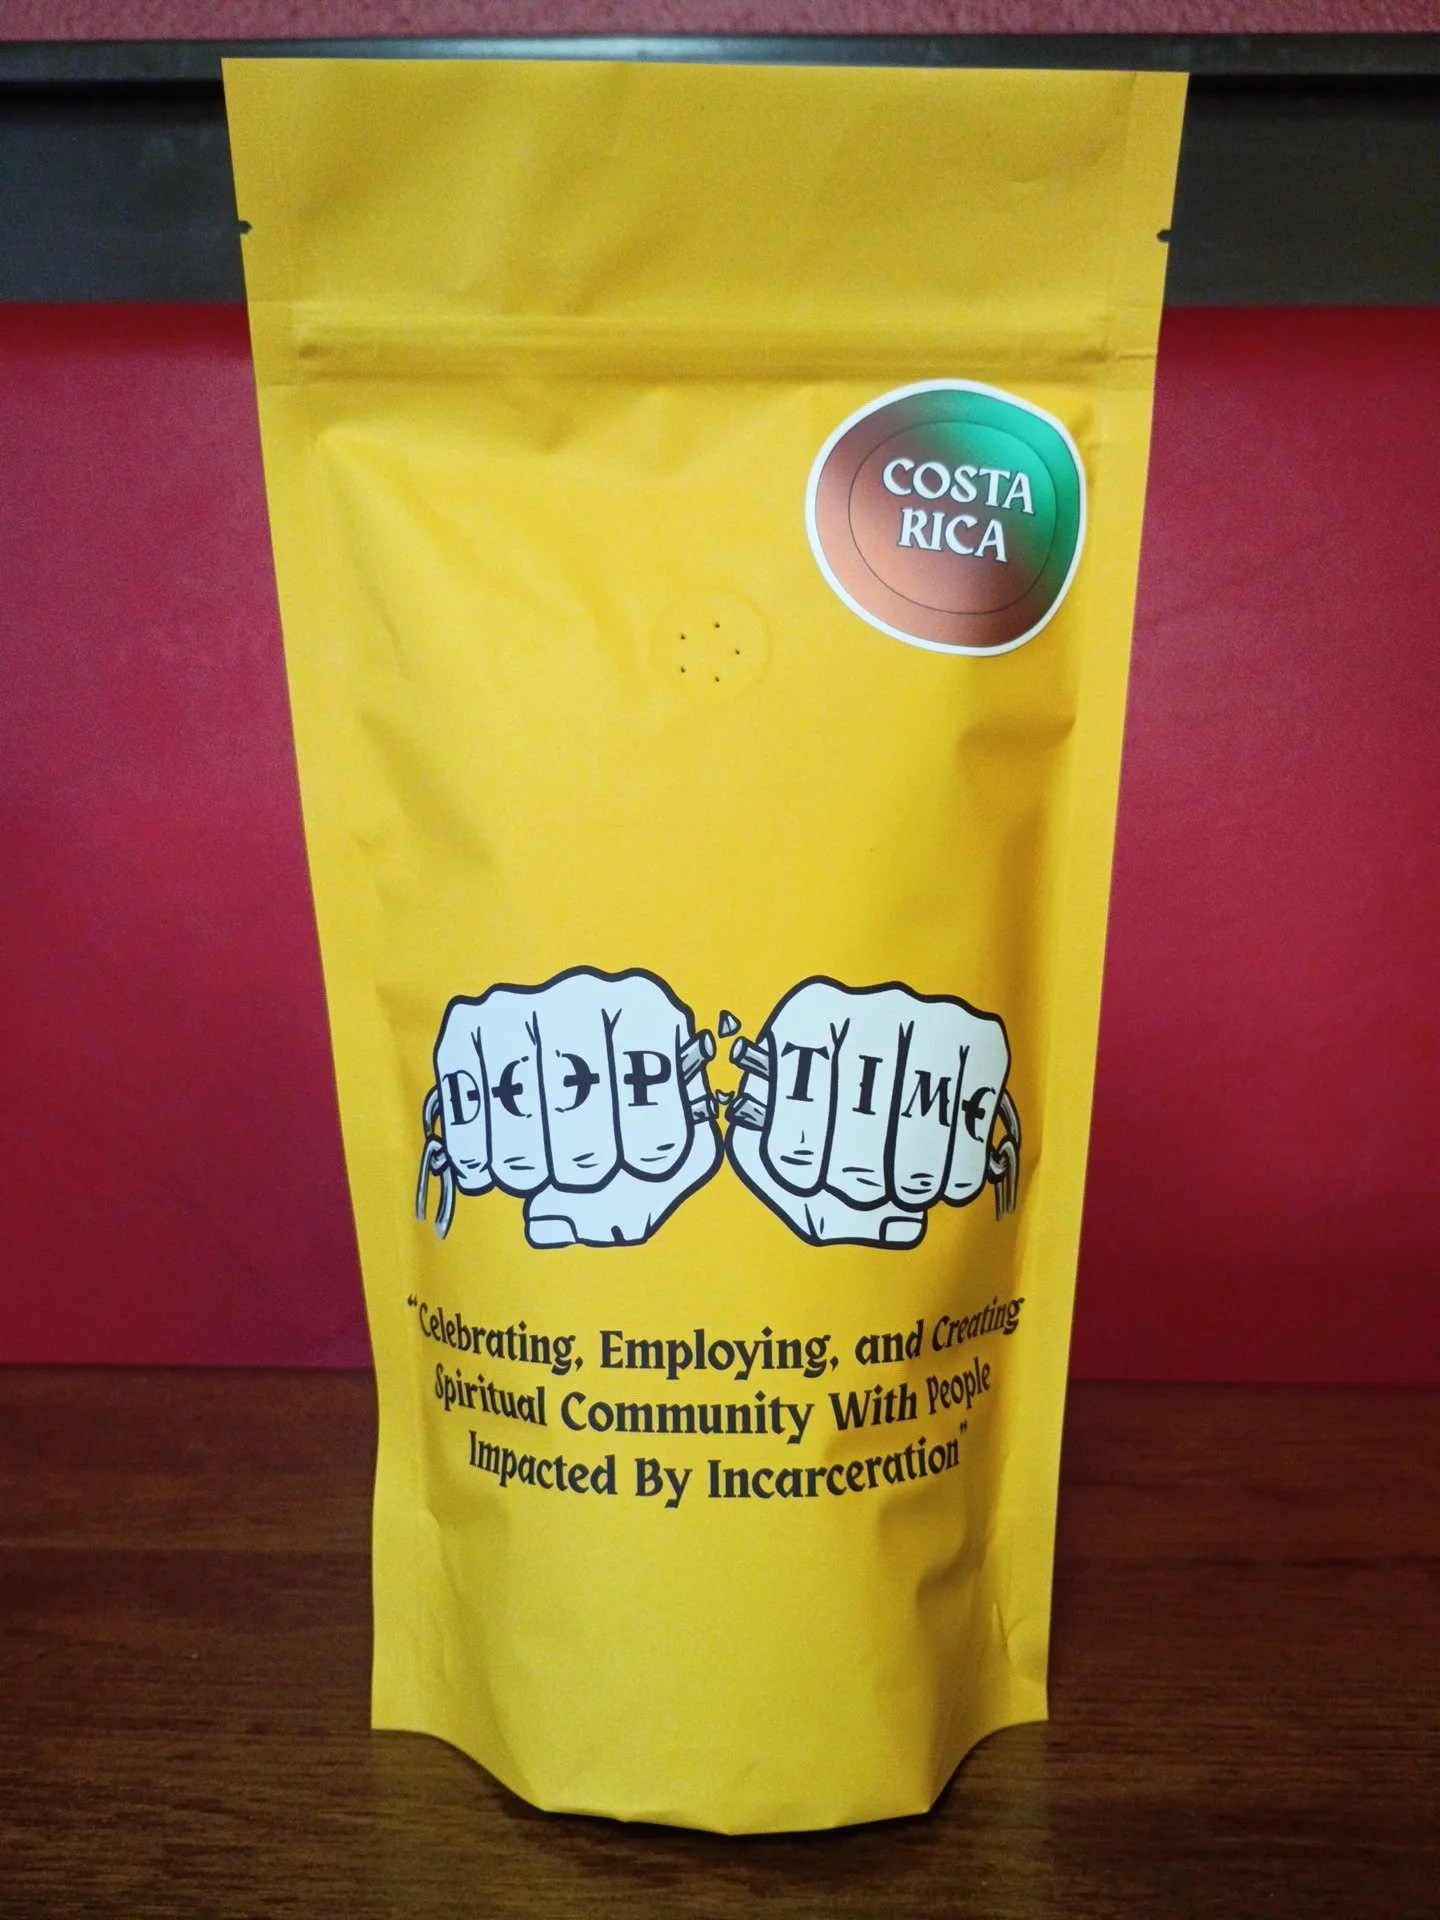 COSTA
RICA
DEEP TIME
“Celebrating, Employing, and Creating
Spiritual Community With People
Impacted By Incarceration”